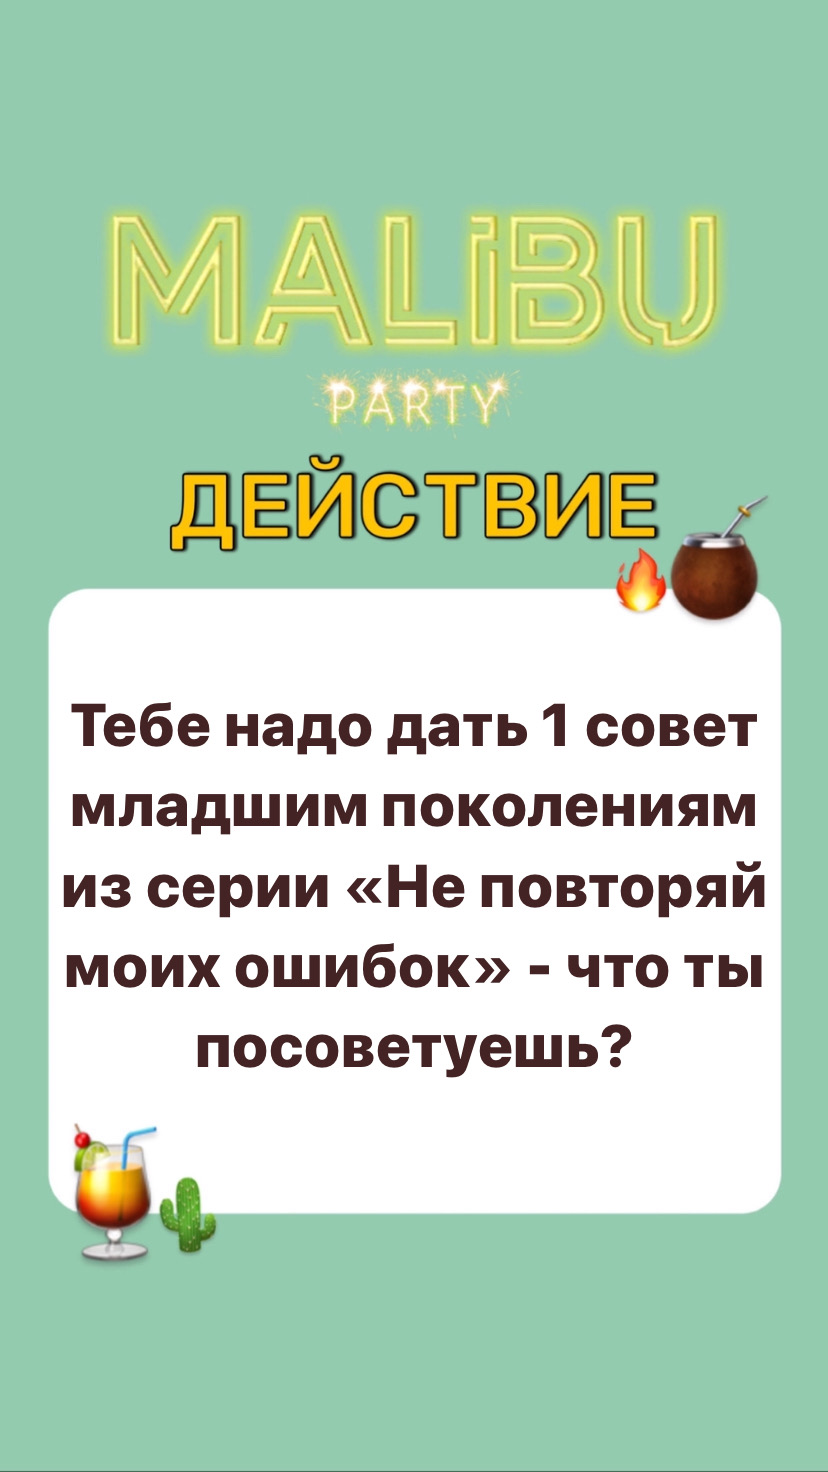 MALiBU
PARTY
ДЕЙСТВИЕ
Тебе надо дать 1 совет
младшим поколениям
из серии «Не повторяй
моих ошибок» - что ты
посоветуешь?